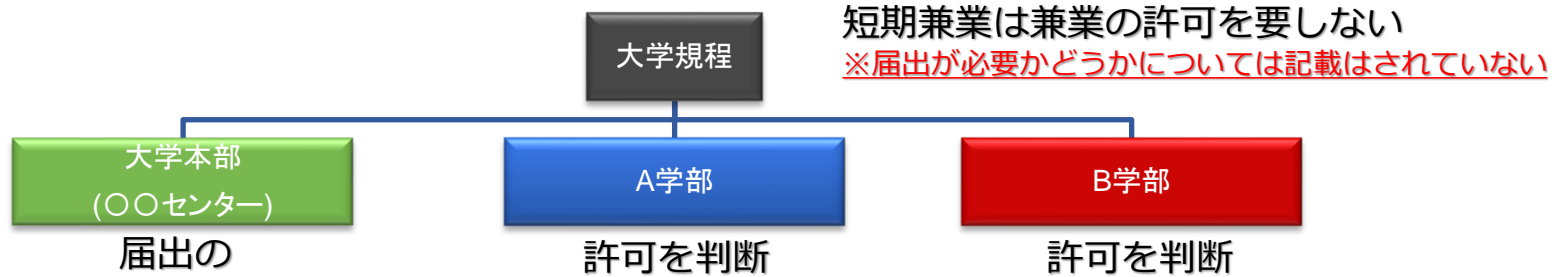 大学規程
短期兼業は兼業の許可を要しない
※届出が必要かどうかについては記載はされていない
大学本部
(〇〇センター)
A学部
B学部
届出の
許可を判断
許可を判断